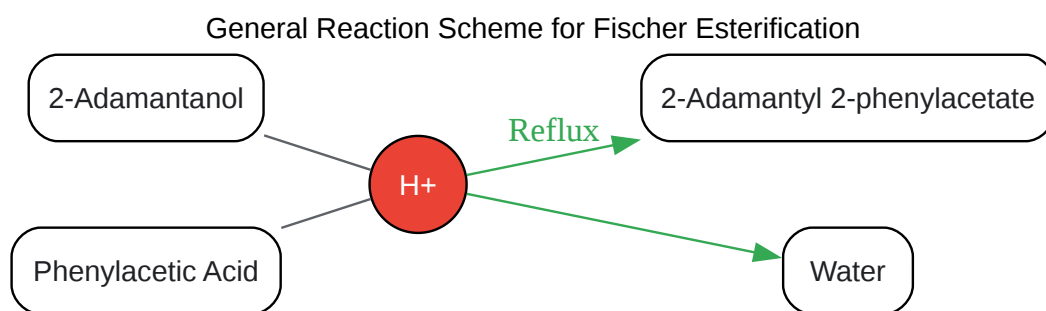 General Reaction Scheme for Fischer Esterification
2-Adamantanol
2-Adamantyl 2-phenylacetate
Reflux
H+
Phenylacetic Acid
Water